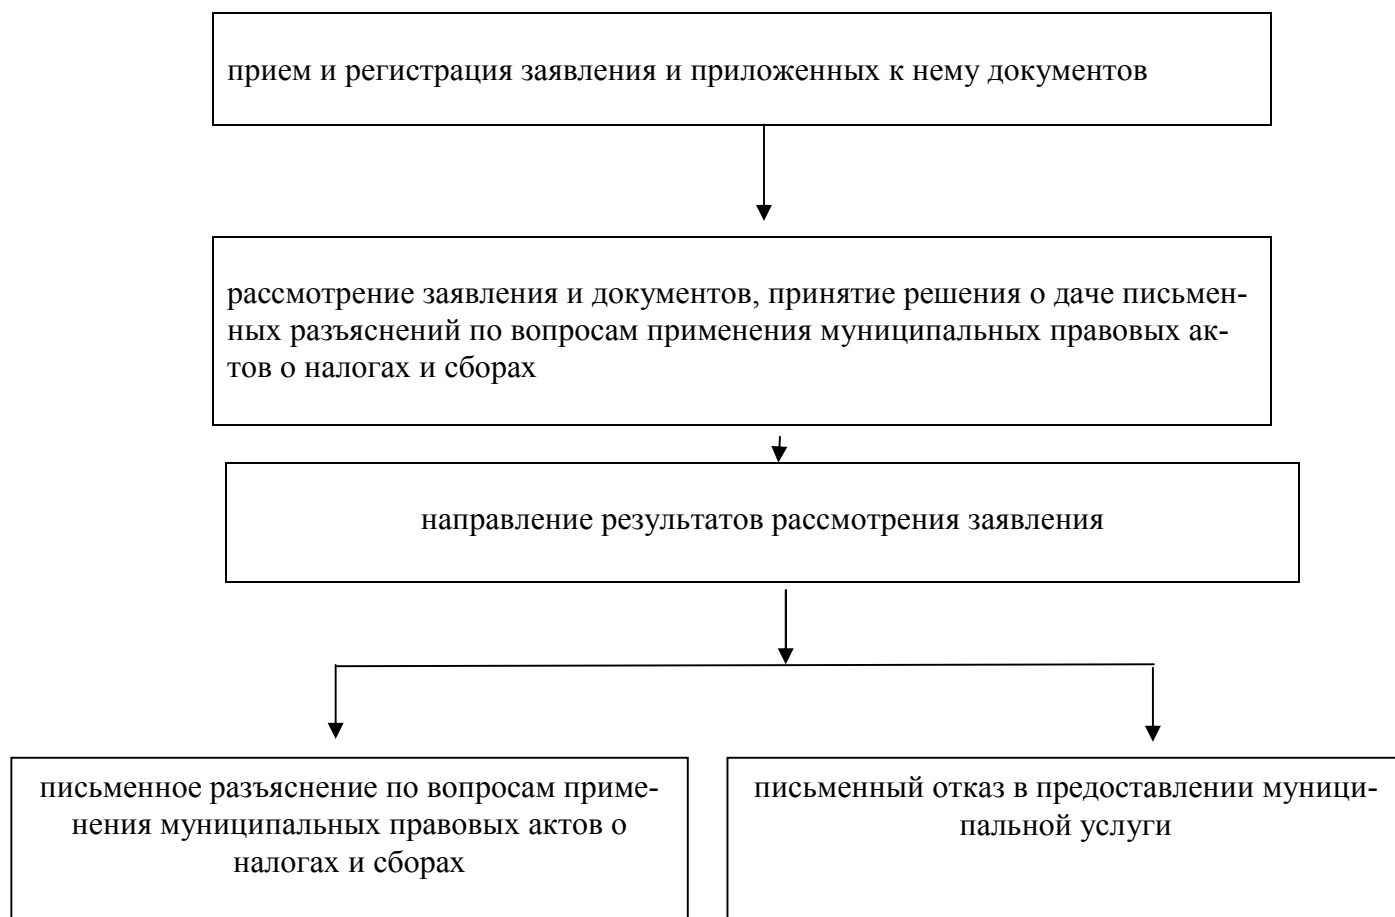 прием и регистрация заявления и приложенных к нему документов
рассмотрение заявления и документов, принятие решения о даче письмен-
ных разъяснений по вопросам применения муниципальных правовых ак-
тов о налогах и сборах
направление результатов рассмотрения заявления
письменное разъяснение по вопросам приме-
нения муниципальных правовых актов о
налогах и сборах
письменный отказ в предоставлении муници-
пальной услуги